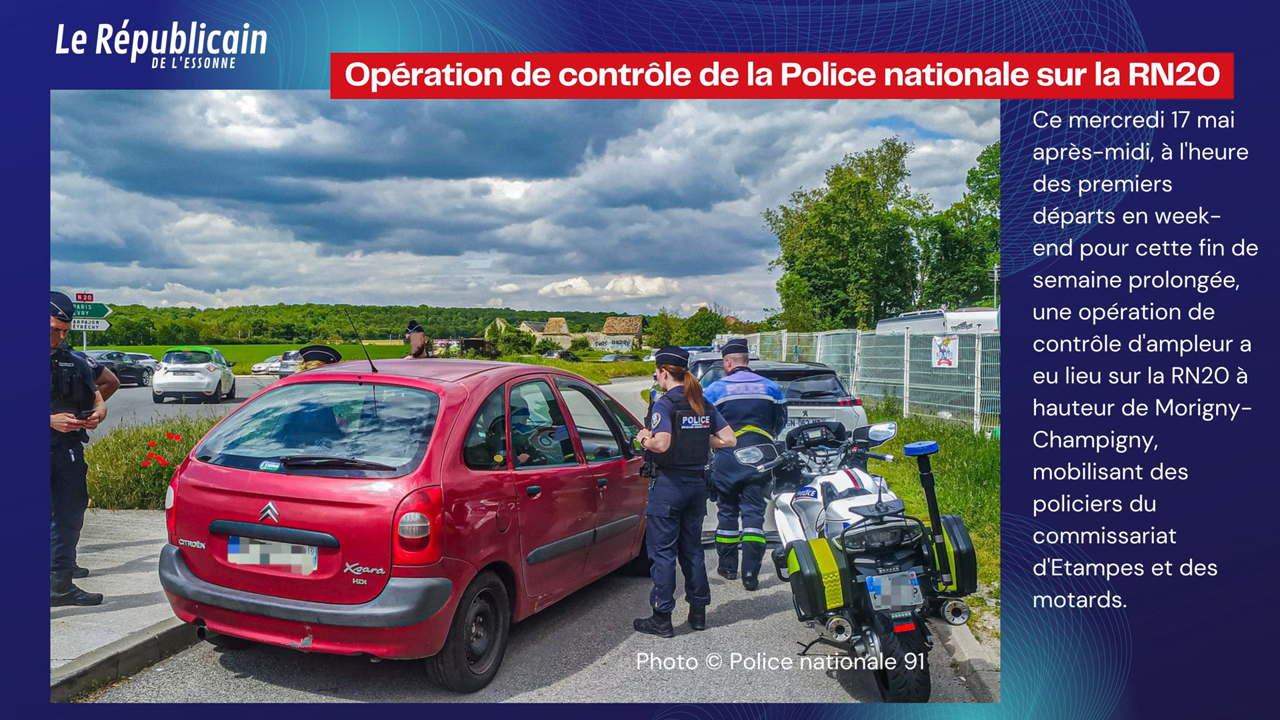 Le Républicain
DE L'ESSONNE
Opération de contrôle de la Police nationale sur la RN20
Ce mercredi 17 mai
après-midi, à l'heure
des premiers
départs en week-
end pour cette fin de
semaine prolongée,
une opération de
contrôle d'ampleur a
eu lieu sur la RN20 à
hauteur de Morigny-
Champigny,
mobilisant des
policiers du
commissariat
d'Etampes et des
motards.
N 20
PARIS
EVRY
ARPAJON
ETRECHY
POLICE
CITROËN
Xsara
HDI
Photo © Police nationale 91